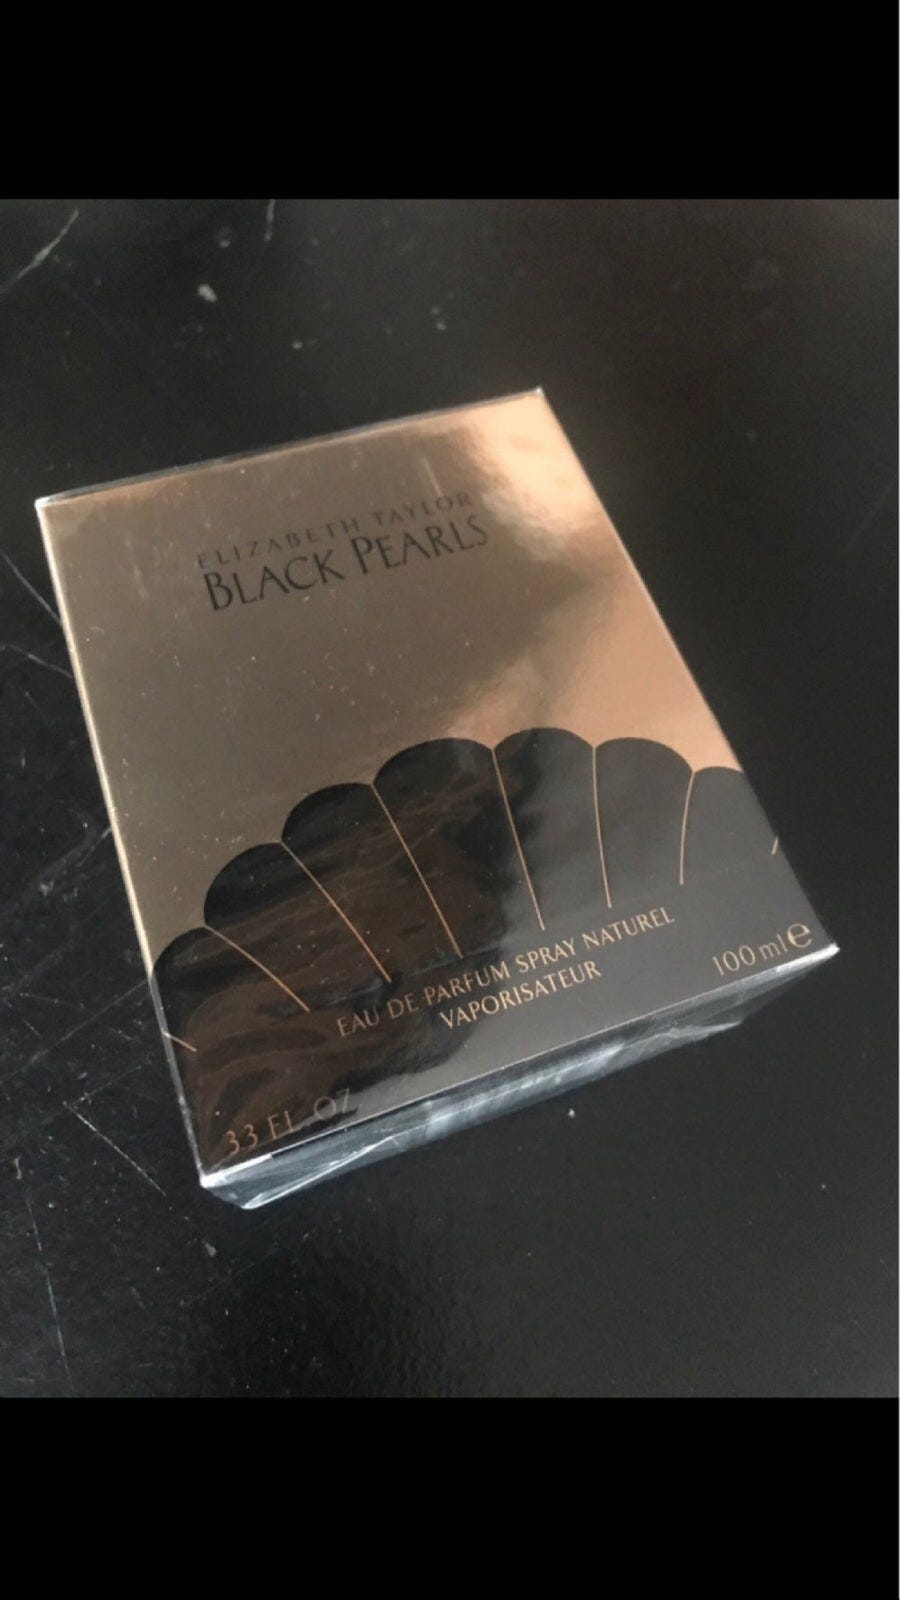 ELIZABETH TAYLOR
BLACK PEARLS
EAU DE PARFUM SPRAY NATUREL
VAPORISATEUR
100 ml e
3.3 FL. OZ